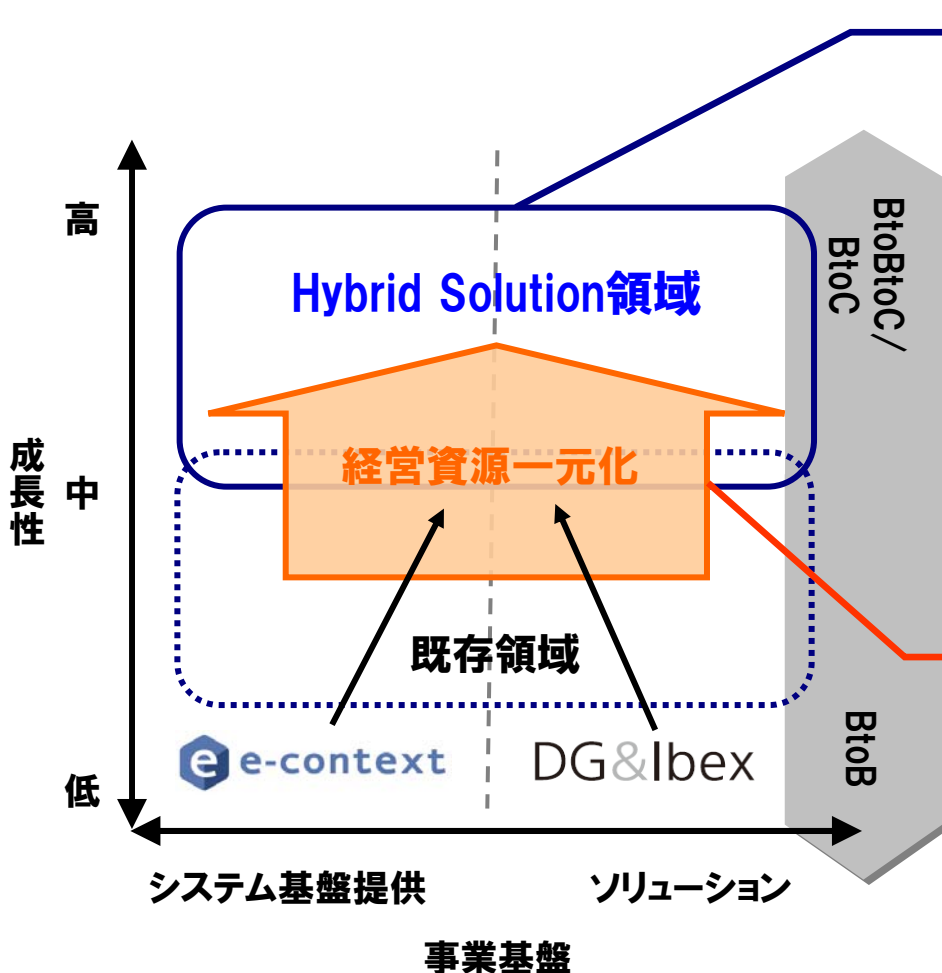 高
BtoBtoC/
BtoC
Hybrid Solution領域
経営資源一元化
成長性
中
既存領域
BtoB
e e-context
DG&Ibex
低
システム基盤提供
ソリューション
事業基盤